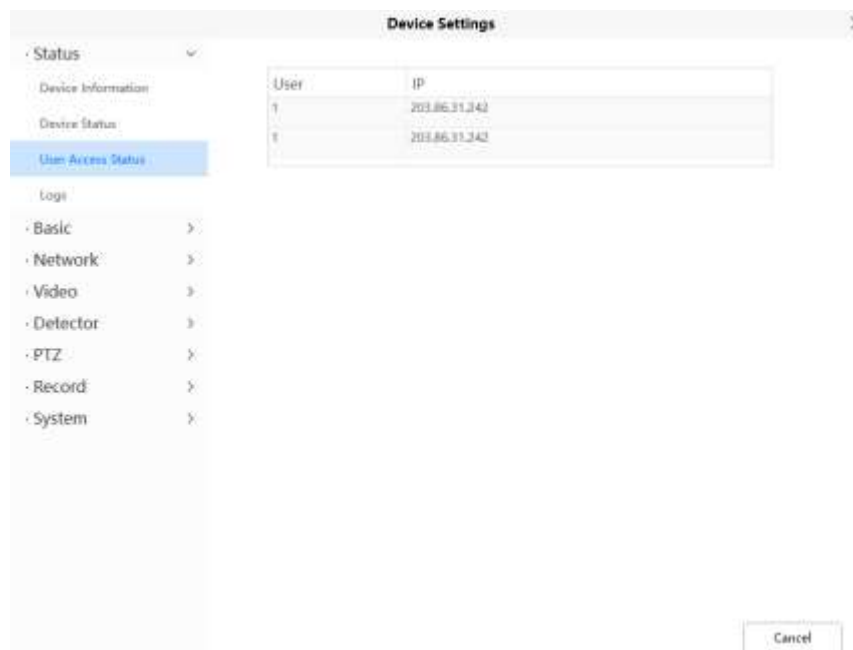 Device Settings
· Status
Device Information
Device Status
User Access Status
Logs
· Basic
· Network
· Video
· Detector
· PTZ
· Record
· System
User IP
1 203.86.31.242
1 203.86.31.242
Cancel